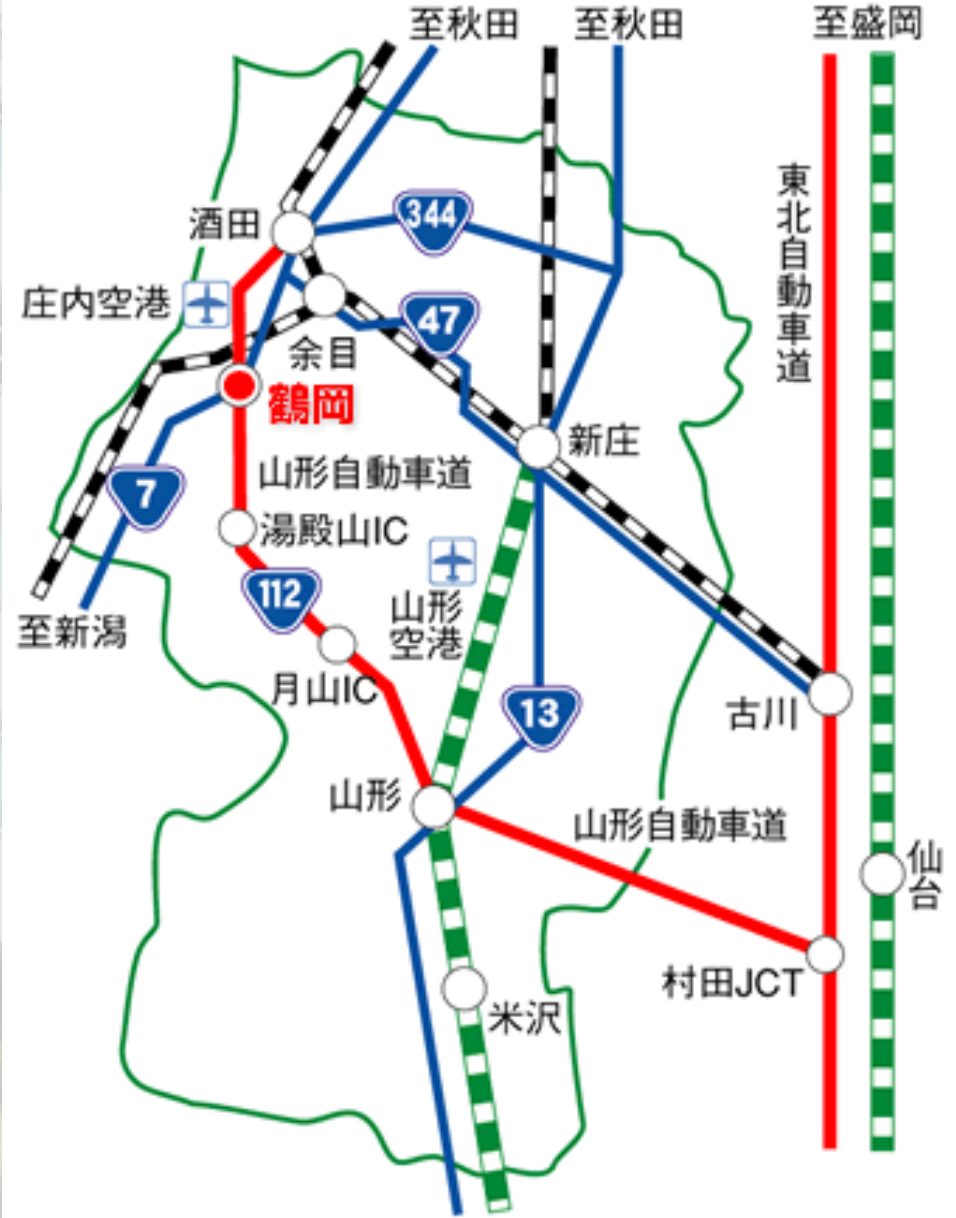 至秋田
至秋田
至盛岡
東北自動車道
酒田
344
庄内空港
47
余目
鶴岡
新庄
山形自動車道
7
湯殿山IC
112
山形
空港
至新潟
月山IC
13
古川
山形
山形自動車道
仙台
村田JCT
米沢